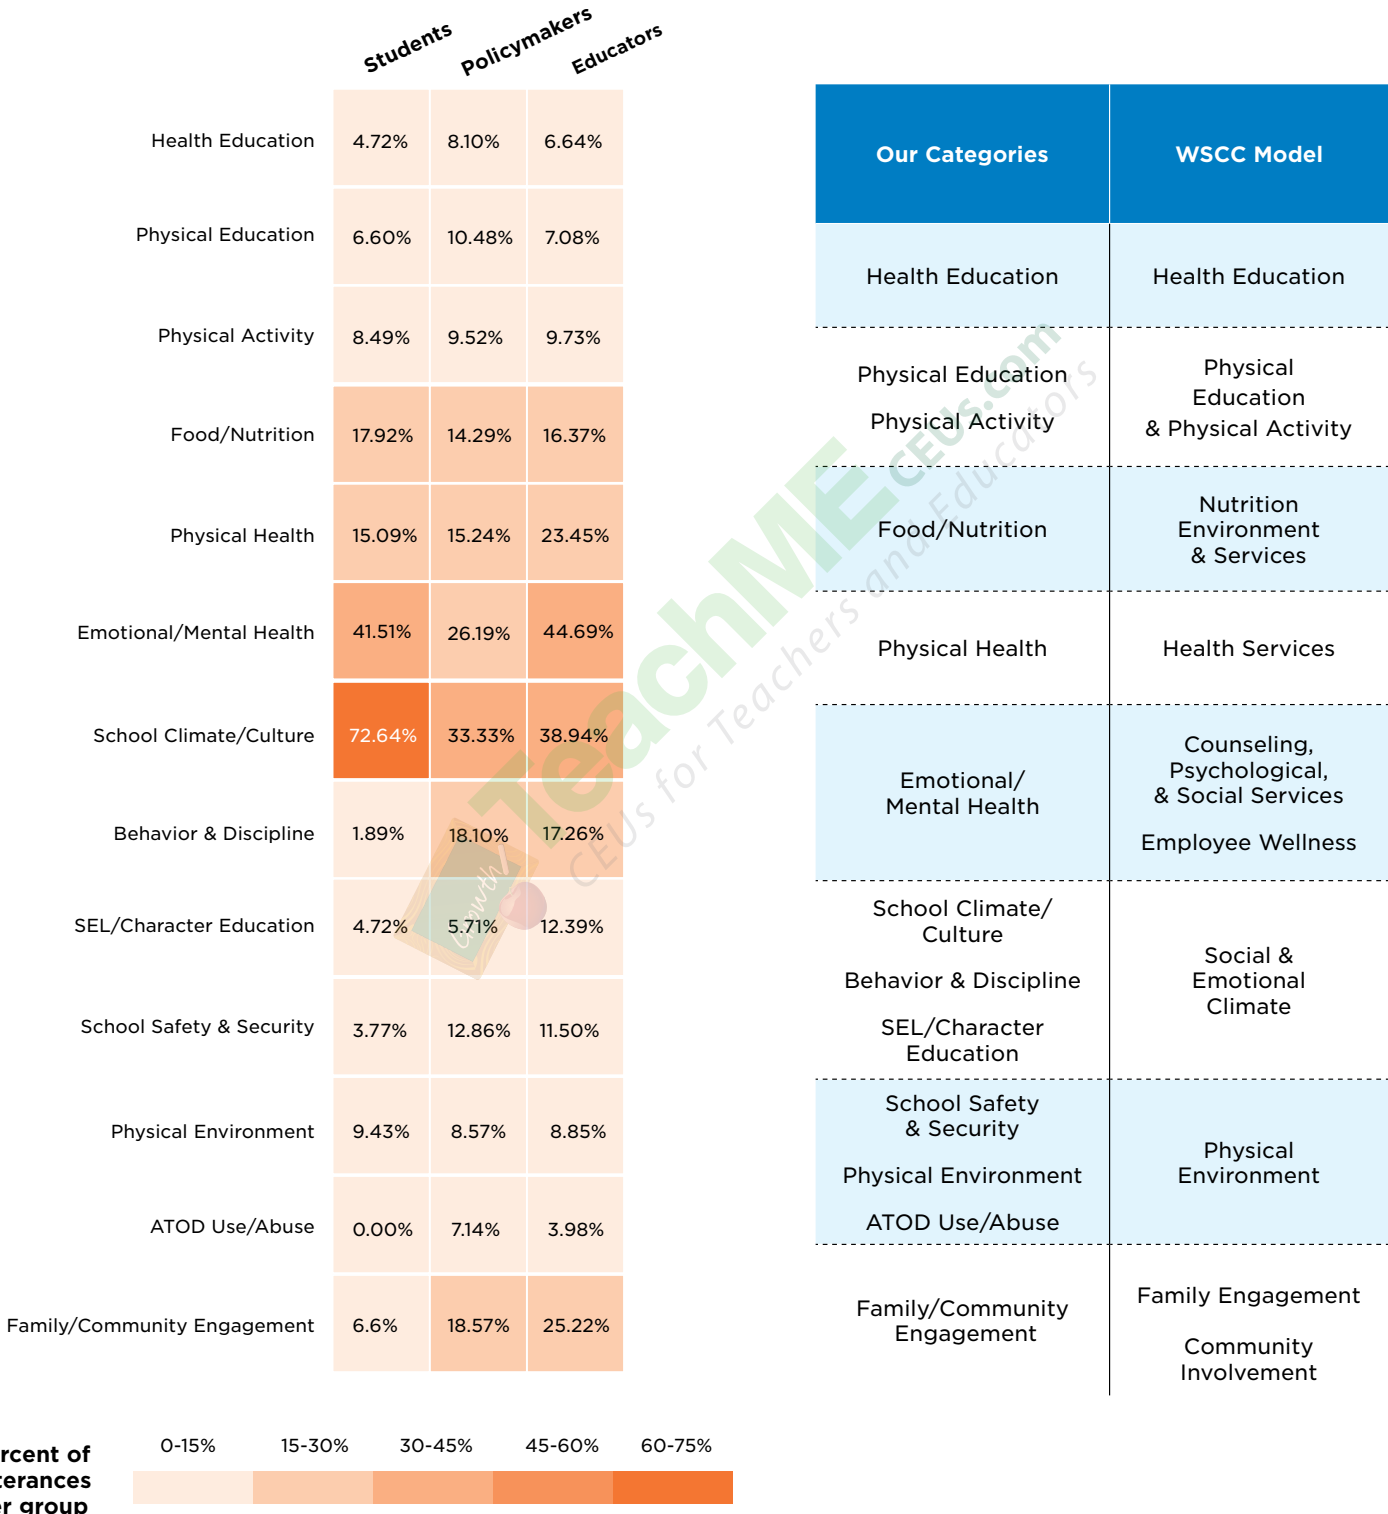 Students Policymakers Educators
Health Education 4.72% 8.10% 6.64%
Physical Education 6.60% 10.48% 7.08%
Physical Activity 8.49% 9.52% 9.73%
Food/Nutrition 17.92% 14.29% 16.37%
Physical Health 15.09% 15.24% 23.45%
Emotional/Mental Health 41.51% 26.19% 44.69%
School Climate/Culture 72.64% 33.33% 38.94%
Behavior & Discipline 1.89% 18.10% 17.26%
SEL/Character Education 4.72% 5.71% 12.39%
School Safety & Security 3.77% 12.86% 11.50%
Physical Environment 9.43% 8.57% 8.85%
ATOD Use/Abuse 0.00% 7.14% 3.98%
Family/Community Engagement 6.6% 18.57% 25.22%
rcent of
terances
er group
0-15% 15-30% 30-45% 45-60% 60-75%
Our Categories WSCC Model
Health Education Health Education
Physical Education
Physical Activity
Physical
Education
& Physical Activity
Food/Nutrition
Nutrition
Environment
& Services
Physical Health Health Services
Emotional/
Mental Health
Counseling,
Psychological,
& Social Services
Employee Wellness
School Climate/
Culture
Behavior & Discipline
SEL/Character
Education
Social &
Emotional
Climate
School Safety
& Security
Physical Environment
ATOD Use/Abuse
Physical
Environment
Family/Community
Engagement
Family Engagement
Community
Involvement
TeachME CEUs.com
CEUs for Teachers and Educators
Growth